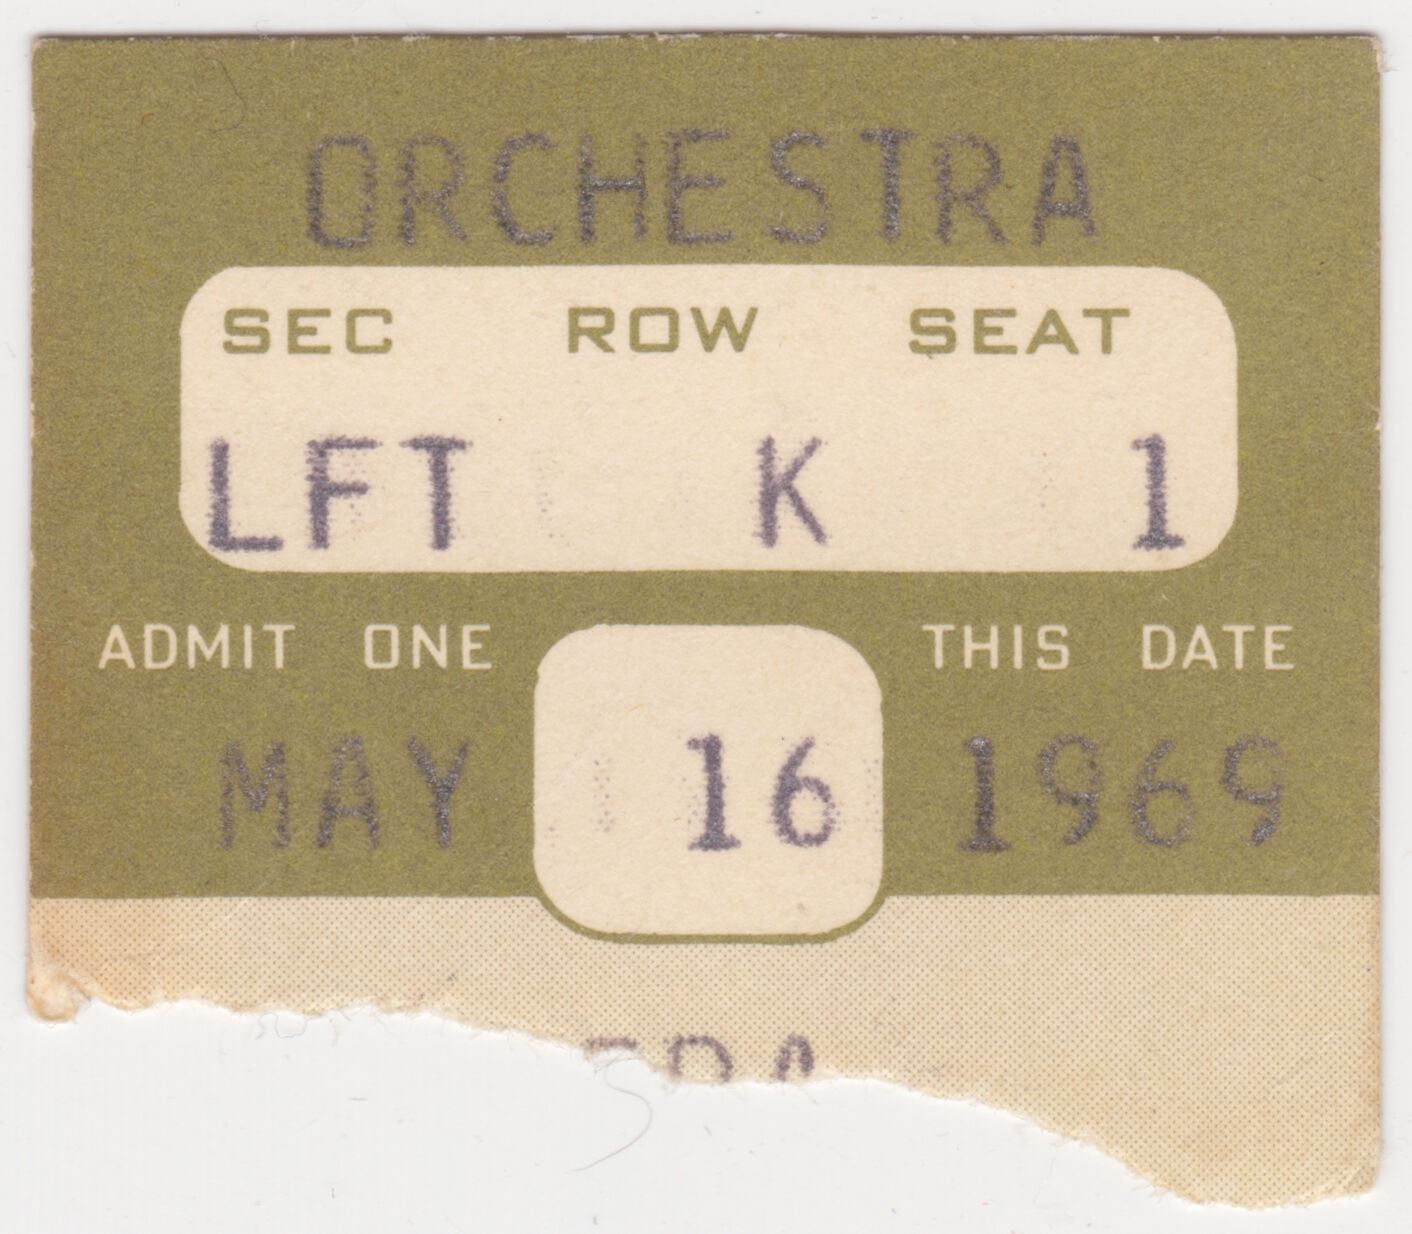 ORCHESTRA
SEC ROW SEAT
LFT K 1
ADMIT ONE THIS DATE
MAY 16 1969